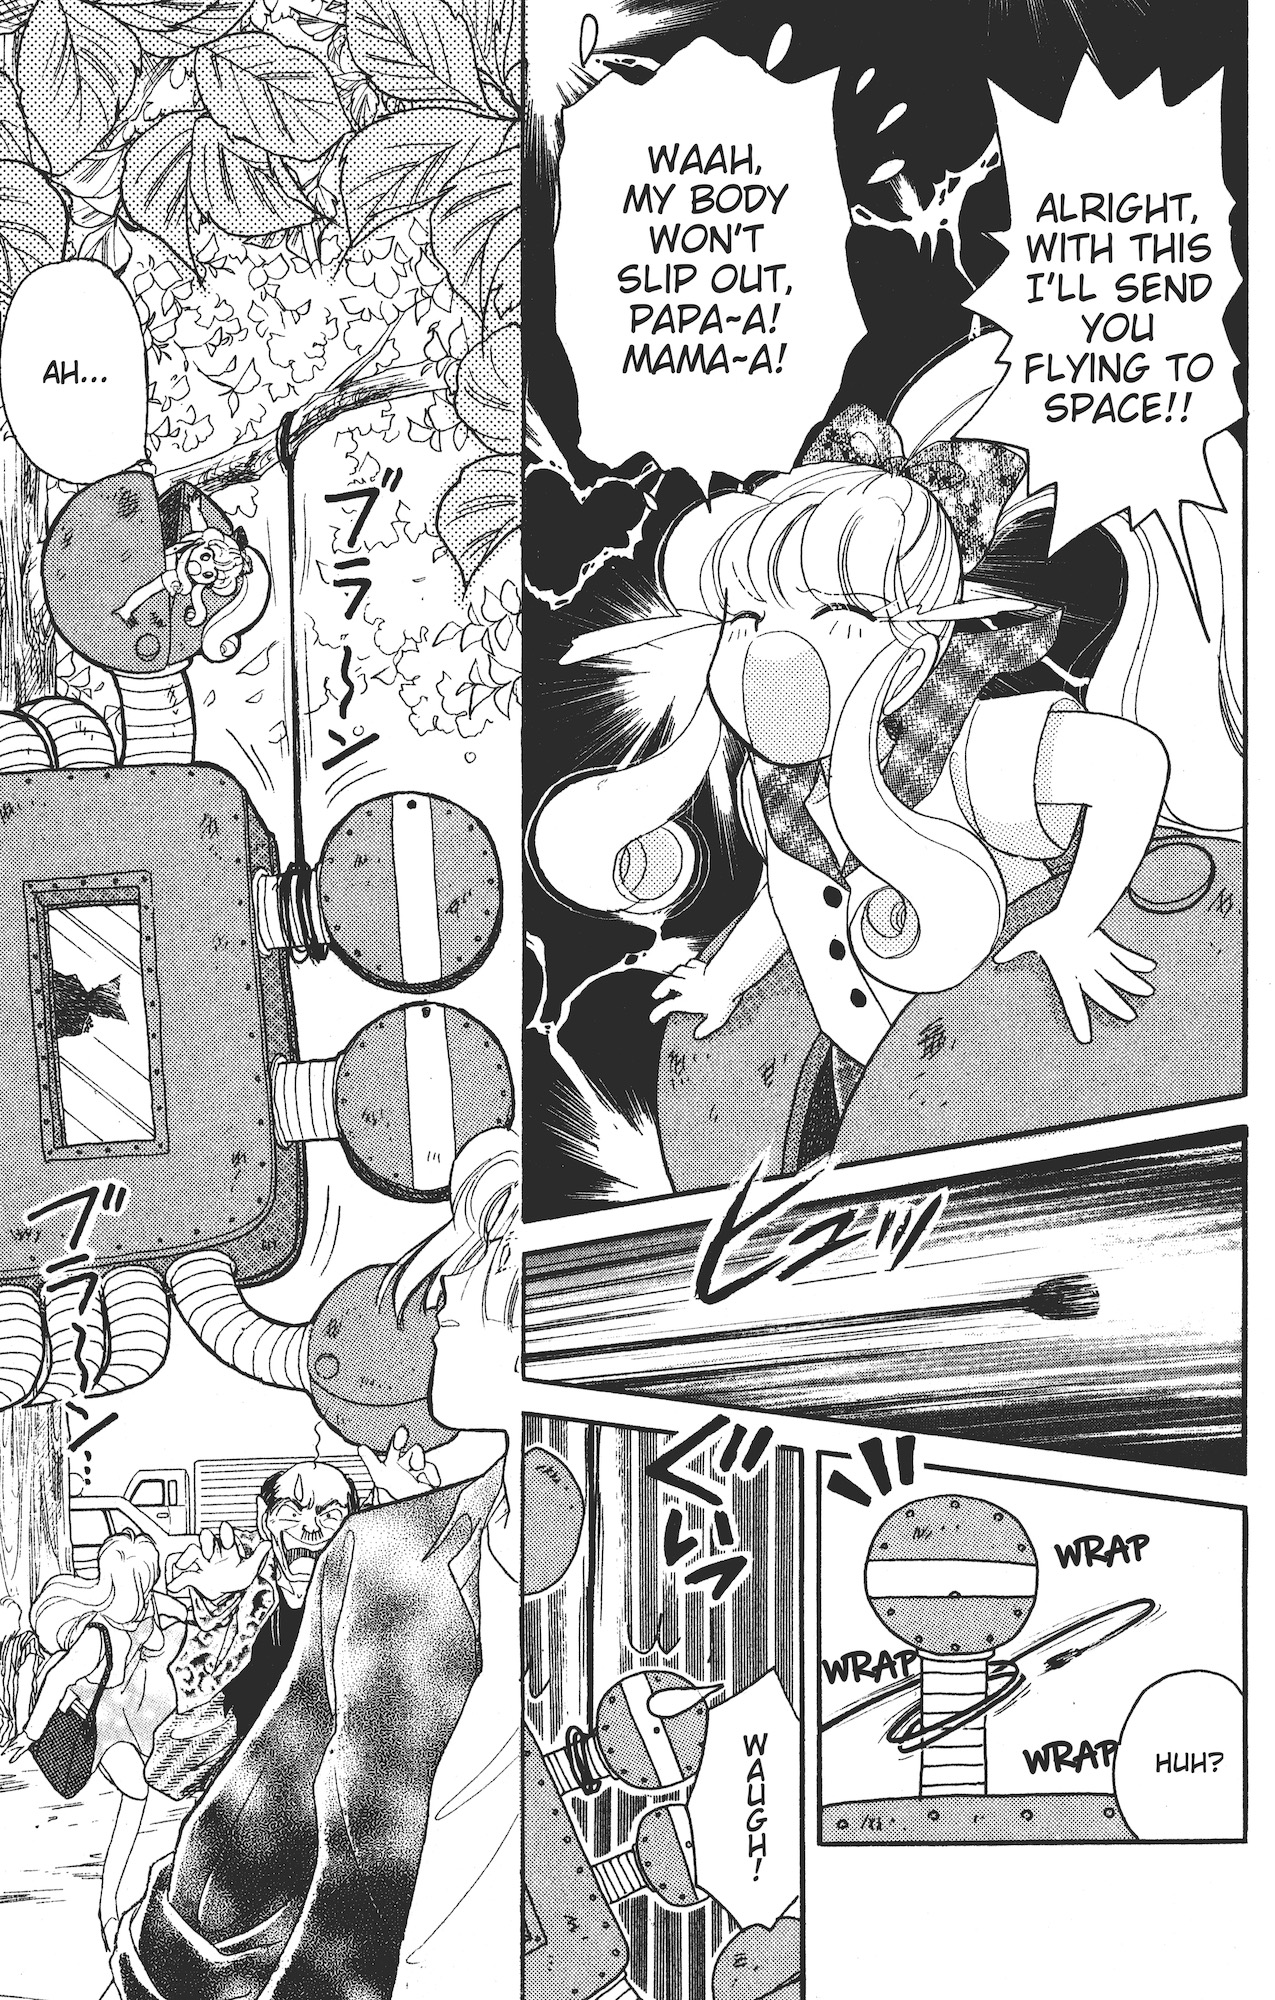 ALRIGHT,
WITH THIS
I'LL SEND
YOU
FLYING TO
SPACE!!
WAAH,
MY BODY
WON'T
SLIP OUT,
PAPA~A!
MAMA~A!
ヒュッ
WRAP
WRAP
WRAP
HUH?
ぐいっ
WAUGH!
AH...
ブラ〜ン
ブラ〜ン…